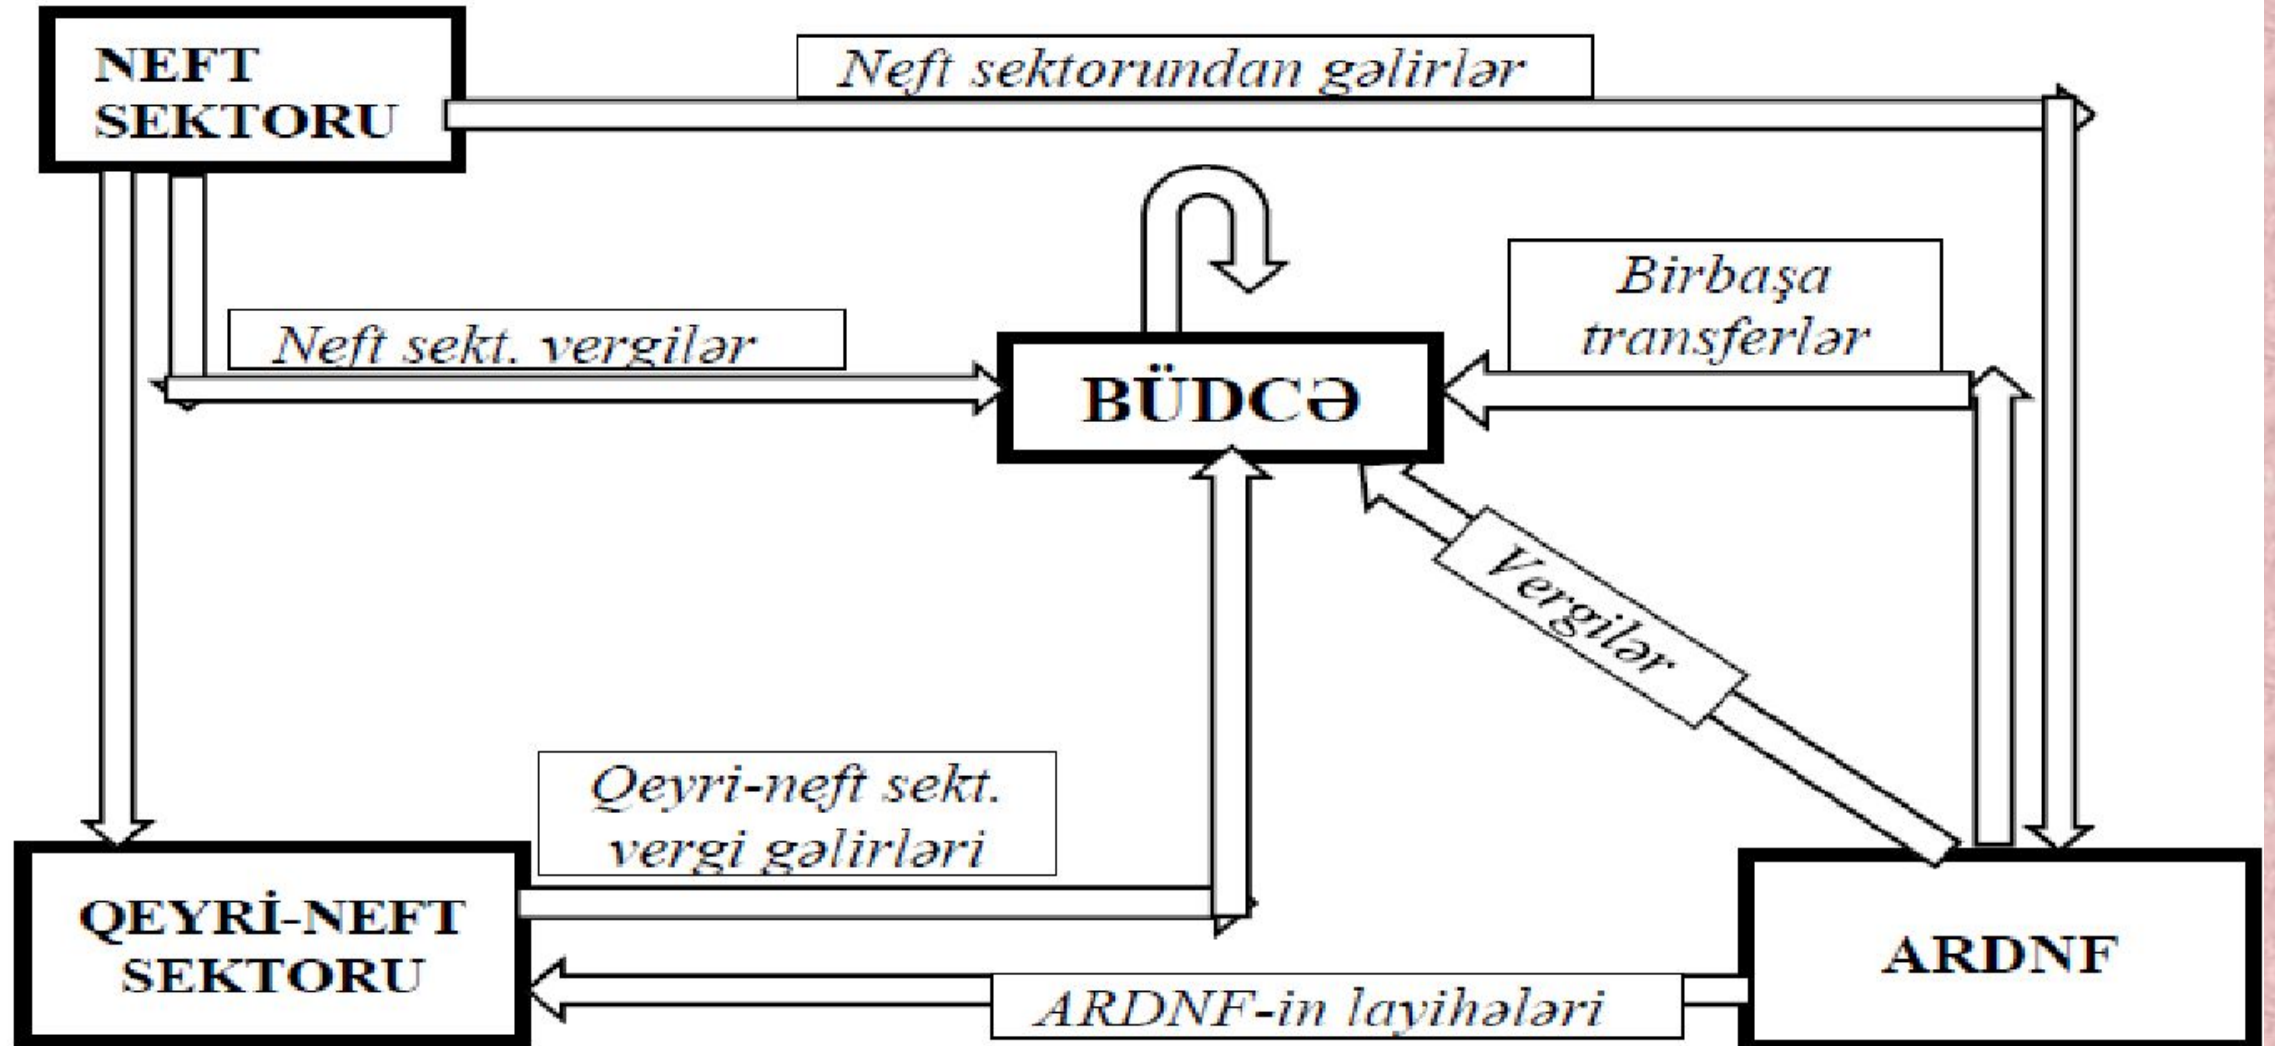 NEFT
SEKTORU
Neft sektorundan gəlirlər
Birbaşa
transferlər
Neft sekt. vergilər
BÜDCƏ
Vergilər
Qeyri-neft sekt.
vergi gəlirləri
QEYRİ-NEFT
SEKTORU
ARDNF
ARDNF-in layihələri